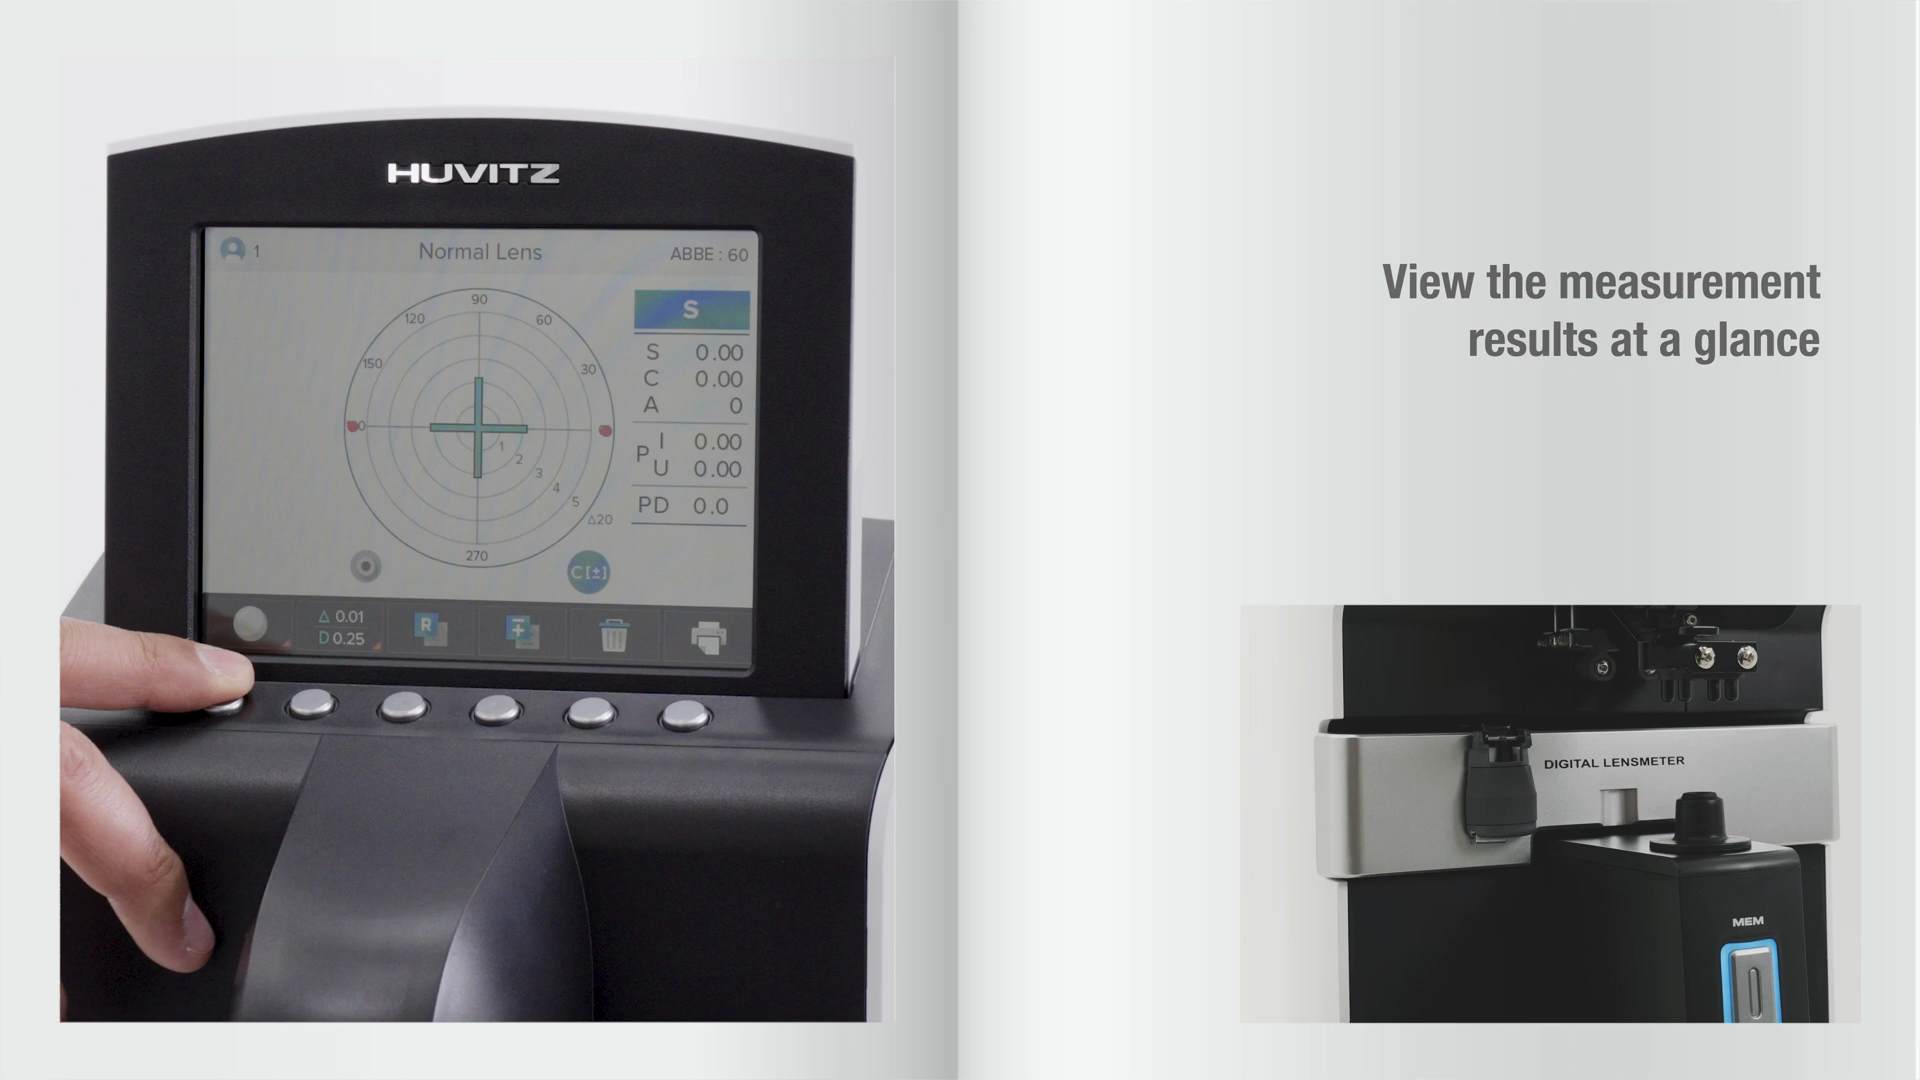 HUVITZ
1
Normal Lens
ABBE : 60
90
120
60
150
30
0
1
2
3
4
5
△20
270
S
S 0.00
C 0.00
A 0
P
I 0.00
U 0.00
PD 0.0
C[±]
△ 0.01
D 0.25
R
View the measurement
results at a glance
DIGITAL LENSMETER
MEM